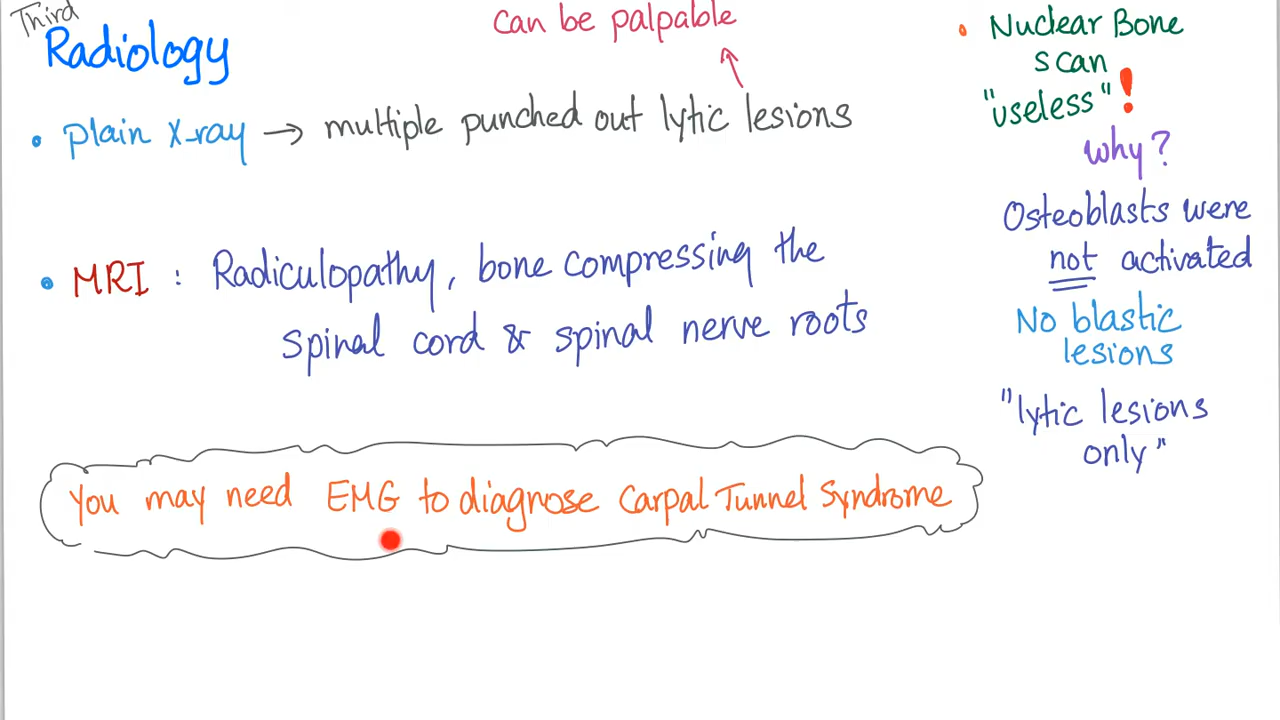 Third
Radiology
can be palpable
• plain X-ray → multiple punched out lytic lesions
• MRI : Radiculopathy, bone compressing the
spinal cord & spinal nerve roots
You may need EMG to diagnose Carpal Tunnel Syndrome
• Nuclear Bone
scan
"useless"!
why?
Osteoblasts were
not activated
No blastic
lesions
"lytic lesions
only"